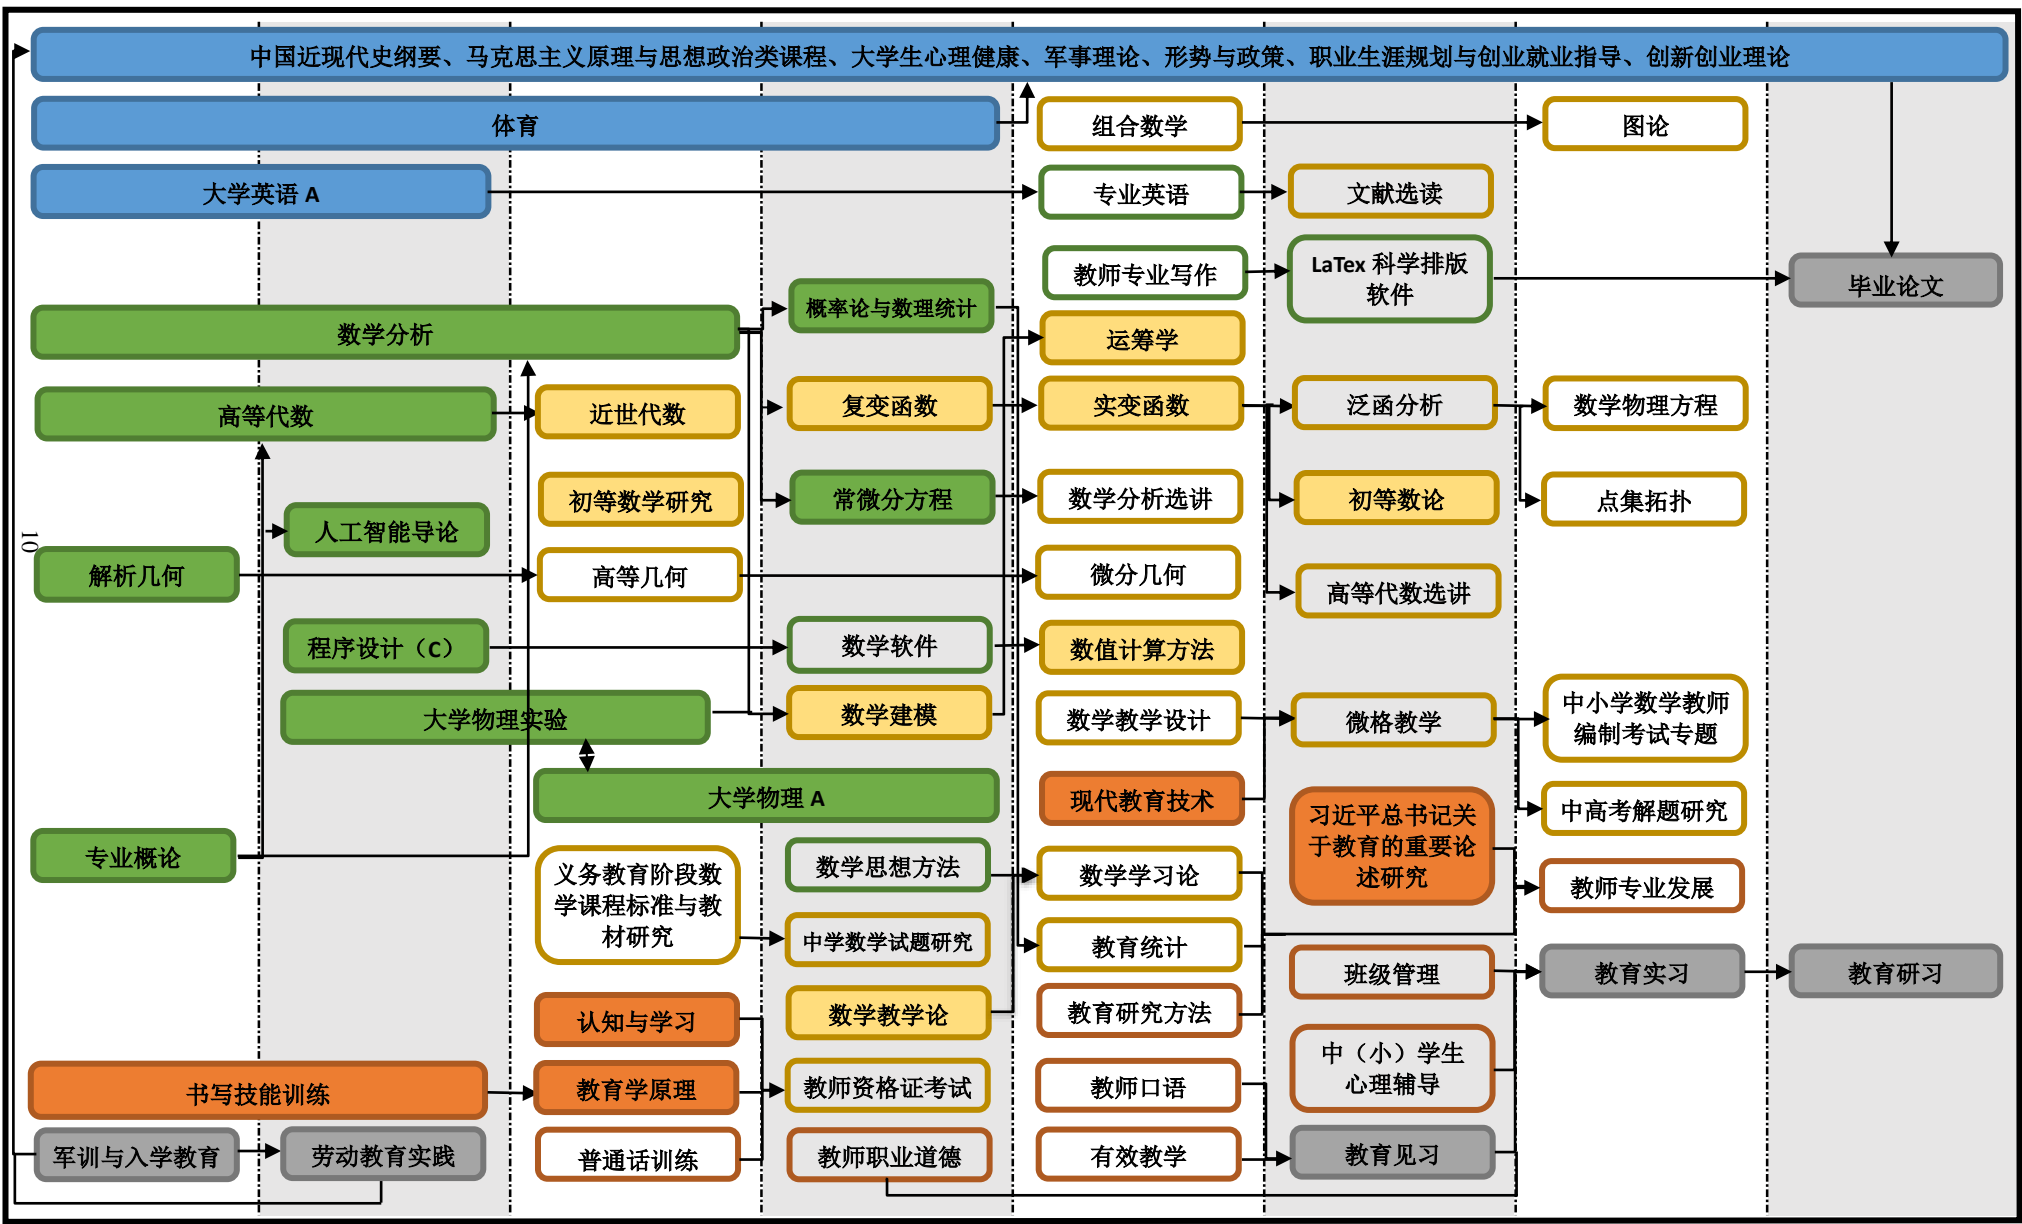 中国近现代史纲要、马克思主义原理与思想政治类课程、大学生心理健康、军事理论、形势与政策、职业生涯规划与创业就业指导、创新创业理论
体育
组合数学
图论
大学英语 A
专业英语
文献选读
教师专业写作
LaTex 科学排版
软件
毕业论文
数学分析
概率论与数理统计
运筹学
高等代数
近世代数
复变函数
实变函数
泛函分析
数学物理方程
初等数学研究
常微分方程
数学分析选讲
初等数论
点集拓扑
人工智能导论
10
解析几何
高等几何
微分几何
高等代数选讲
程序设计（C）
数学软件
数值计算方法
大学物理实验
数学建模
数学教学设计
微格教学
中小学数学教师
编制考试专题
大学物理 A
现代教育技术
习近平总书记关
于教育的重要论
述研究
中高考解题研究
专业概论
义务教育阶段数
学课程标准与教
材研究
数学思想方法
数学学习论
教师专业发展
中学数学试题研究
教育统计
班级管理
教育实习
教育研习
认知与学习
数学教学论
教育研究方法
中（小）学生
心理辅导
书写技能训练
教育学原理
教师资格证考试
教师口语
军训与入学教育
劳动教育实践
普通话训练
教师职业道德
有效教学
教育见习